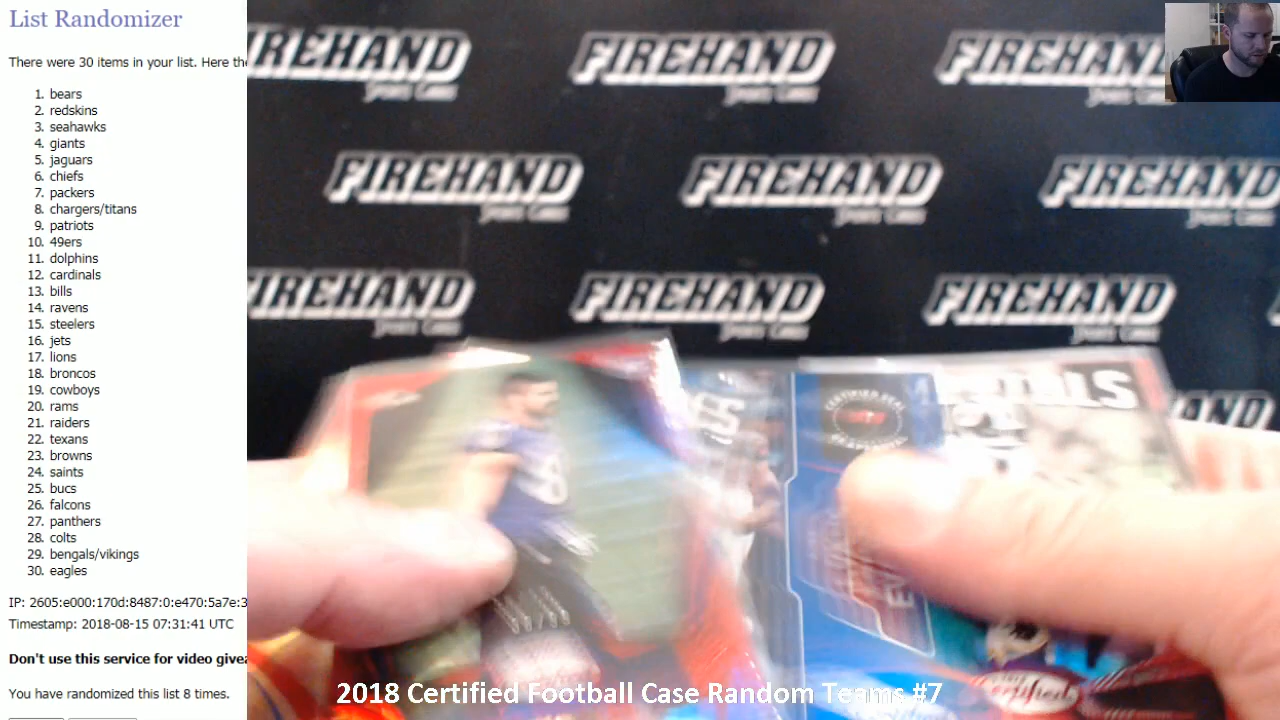 List Randomizer
There were 30 items in your list. Here the
1. bears
2. redskins
3. seahawks
4. giants
5. jaguars
6. chiefs
7. packers
8. chargers/titans
9. patriots
10. 49ers
11. dolphins
12. cardinals
13. bills
14. ravens
15. steelers
16. jets
17. lions
18. broncos
19. cowboys
20. rams
21. raiders
22. texans
23. browns
24. saints
25. bucs
26. falcons
27. panthers
28. colts
29. bengals/vikings
30. eagles
IP: 2605:e000:170d:8487:0:e470:5a7e:3
Timestamp: 2018-08-15 07:31:41 UTC
Don't use this service for video givea
You have randomized this list 8 times.
FIREHAND FIREHAND FIREHAND
FIREHAND FIREHAND FIREHAND
FIREHAND FIREHAND FIREHAND
2018 Certified Football Case Random Teams #7